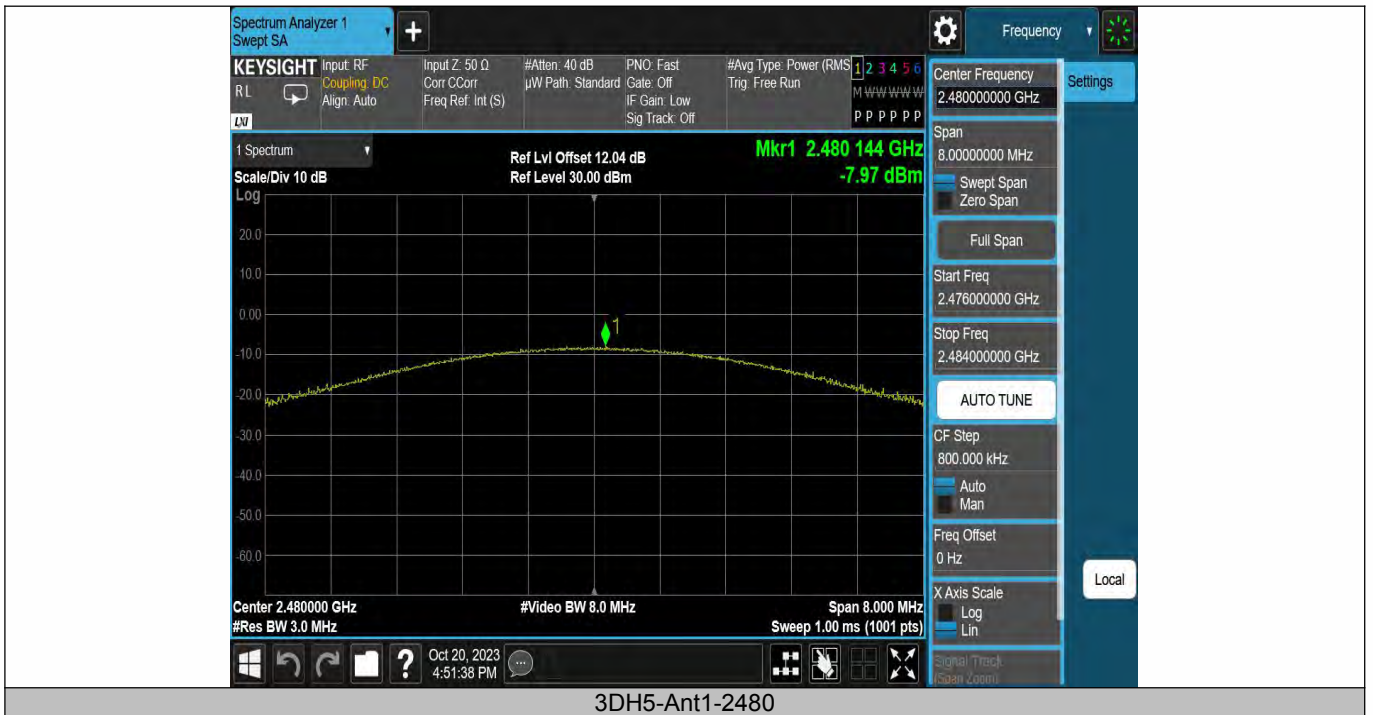 Spectrum Analyzer 1
Swept SA
+
Frequency
KEYSIGHT
RL
LXI
Input: RF
Coupling: DC
Align: Auto
Input Z: 50 Ω
Corr CCorr
Freq Ref: Int (S)
#Atten: 40 dB
µW Path: Standard
PNO: Fast
Gate: Off
IF Gain: Low
Sig Track: Off
#Avg Type: Power (RMS
Trig: Free Run
1 2 3 4 5 6
M W W W W W
P P P P P P
1 Spectrum
Scale/Div 10 dB
Ref Lvl Offset 12.04 dB
Ref Level 30.00 dBm
Mkr1 2.480 144 GHz
-7.97 dBm
Log
20.0
10.0
0.00
-10.0
-20.0
-30.0
-40.0
-50.0
-60.0
1
Center 2.480000 GHz
#Res BW 3.0 MHz
#Video BW 8.0 MHz
Span 8.000 MHz
Sweep 1.00 ms (1001 pts)
Oct 20, 2023
4:51:38 PM
Center Frequency
2.480000000 GHz
Settings
Span
8.00000000 MHz
Swept Span
Zero Span
Full Span
Start Freq
2.476000000 GHz
Stop Freq
2.484000000 GHz
AUTO TUNE
CF Step
800.000 kHz
Auto
Man
Freq Offset
0 Hz
X Axis Scale
Log
Lin
Signal Track
(Span Zoom)
Local
3DH5-Ant1-2480